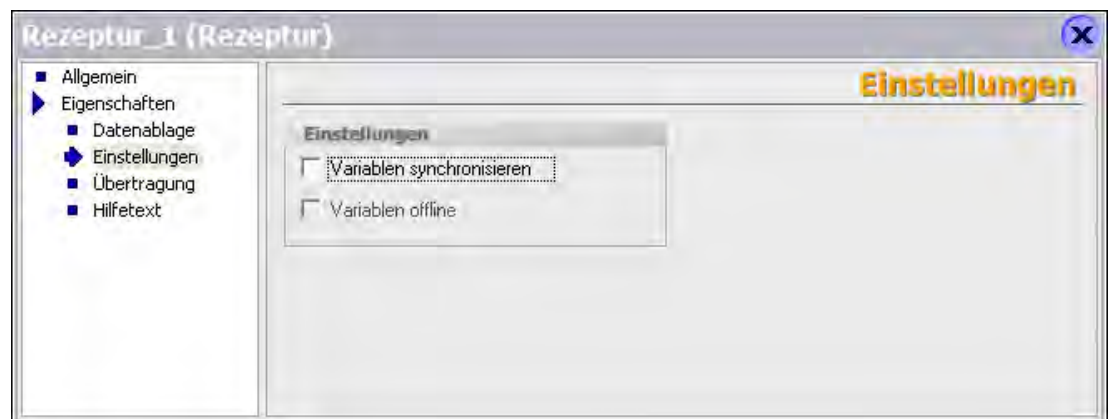 Rezeptur_1 (Rezeptur)
Allgemein
Eigenschaften
Datenablage
Einstellungen
Übertragung
Hilfetext
Einstellungen
Einstellungen
Variablen synchronisieren
Variablen offline